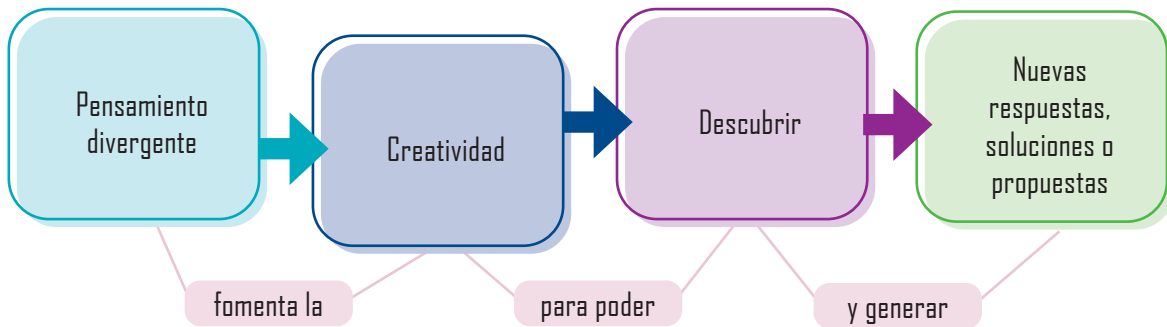 Pensamiento
divergente
fomenta la
Creatividad
para poder
Descubrir
y generar
Nuevas
respuestas,
soluciones o
propuestas